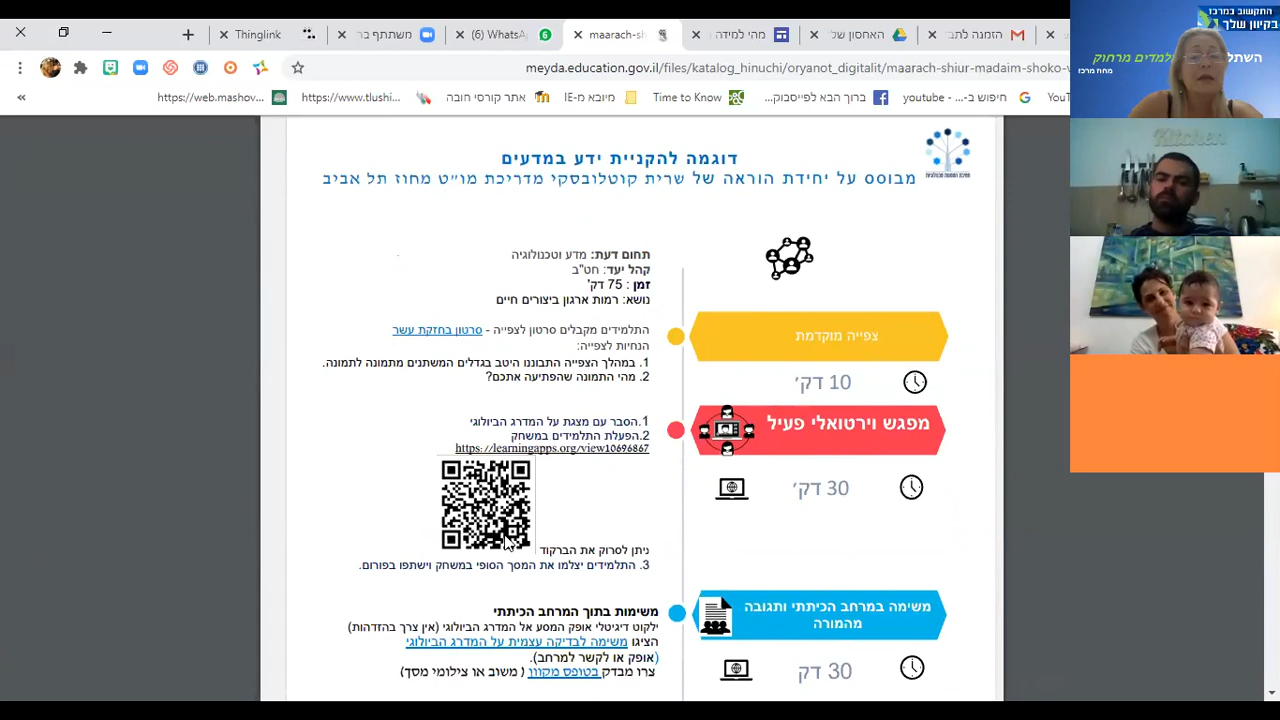 Thinglink
משתתף בר
(6) WhatsA
maarach-sh
מהי למידה ו
האחסון שלי
הזמנה לתב
meyda.education.gov.il/files/katalog_hinuchi/oryanot_digitalit/maarach-shiur-madaim-shoko-v
https://web.mashov...
https://www.tlushi...
אתר קורסי חובה
מיובא מ-IE
Time to Know
ברוך הבא לפייסבוק...
חיפוש ב-... - youtube
YouT
התקשוב במרכז
בקיוון שלך
השתל
למדים מרחוק
מחוז מרכז
Kitchen
דוגמה להקניית ידע במדעים
מבוסס על יחידת הוראה של שרית קוטלובסקי מדריכת מו״ט מחוז תל אביב
תחום דעת: מדע וטכנולוגיה
קהל יעד: חט"ב
זמן : 75 דק'
נושא: רמות ארגון ביצורים חיים
צפייה מוקדמת
10 דק׳
התלמידים מקבלים סרטון לצפייה - סרטון בחזקת עשר
הנחיות לצפייה:
1. במהלך הצפייה התבוננו היטב בגדלים המשתנים מתמונה לתמונה.
2. מהי התמונה שהפתיעה אתכם?
מפגש וירטואלי פעיל
30 דק׳
1.הסבר עם מצגת על המדרג הביולוגי
2.הפעלת התלמידים במשחק
https://learningapps.org/view10696867
ניתן לסרוק את הברקוד
3. התלמידים יצלמו את המסך הסופי במשחק וישתפו בפורום.
משימה במרחב הכיתתי ותגובה
מהמורה
30 דק
משימות בתוך המרחב הכיתתי
ילקוט דיגיטלי אופק המסע אל המדרג הביולוגי (אין צרך בהזדהות)
הציגו משימה לבדיקה עצמית על המדרג הביולוגי
(אופק או לקשר למרחב).
צרו מבדק בטופס מקוון ( משוב או צילומי מסך)